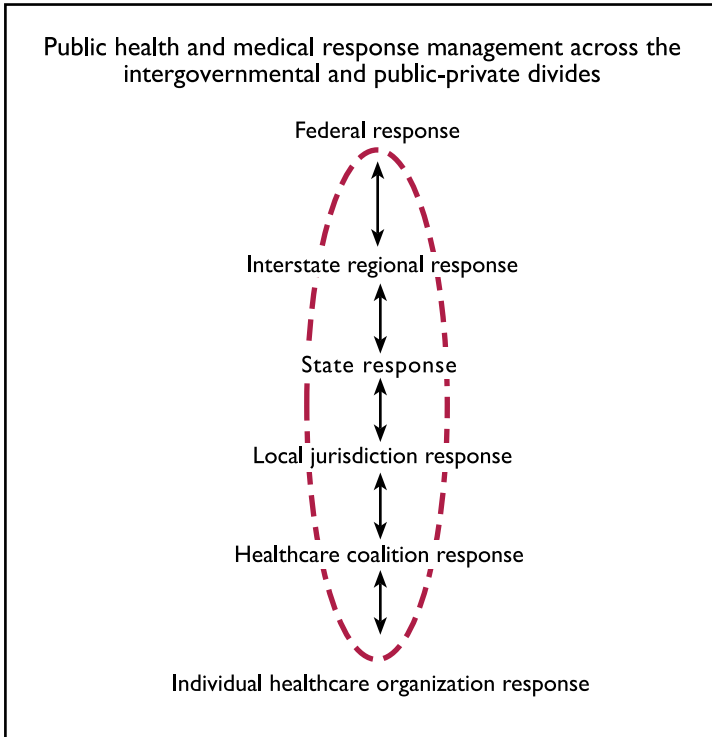 Public health and medical response management across the
intergovernmental and public-private divides
Federal response
Interstate regional response
State response
Local jurisdiction response
Healthcare coalition response
Individual healthcare organization response